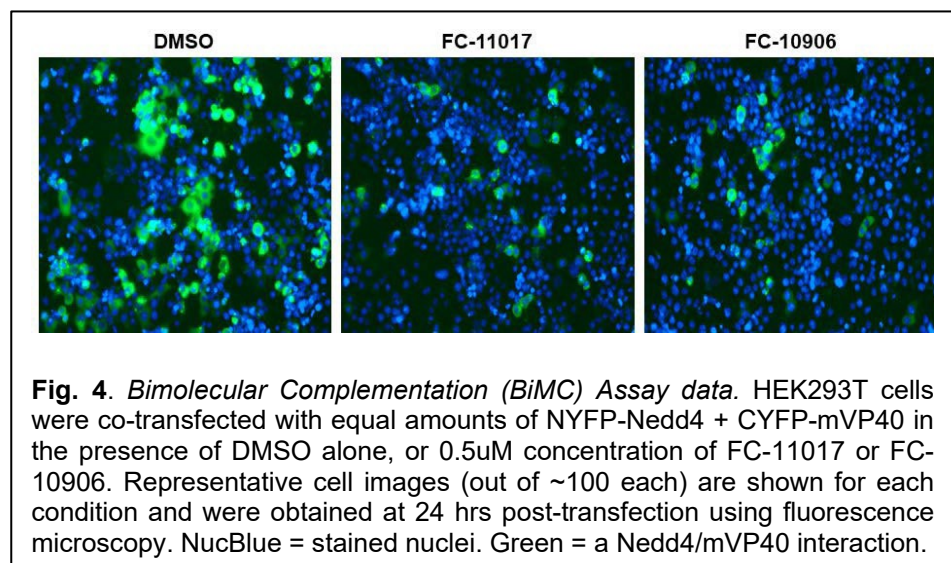 DMSO FC-11017 FC-10906
Fig. 4. Bimolecular Complementation (BiMC) Assay data. HEK293T cells
were co-transfected with equal amounts of NYFP-Nedd4 + CYFP-mVP40 in
the presence of DMSO alone, or 0.5uM concentration of FC-11017 or FC-
10906. Representative cell images (out of ~100 each) are shown for each
condition and were obtained at 24 hrs post-transfection using fluorescence
microscopy. NucBlue = stained nuclei. Green = a Nedd4/mVP40 interaction.